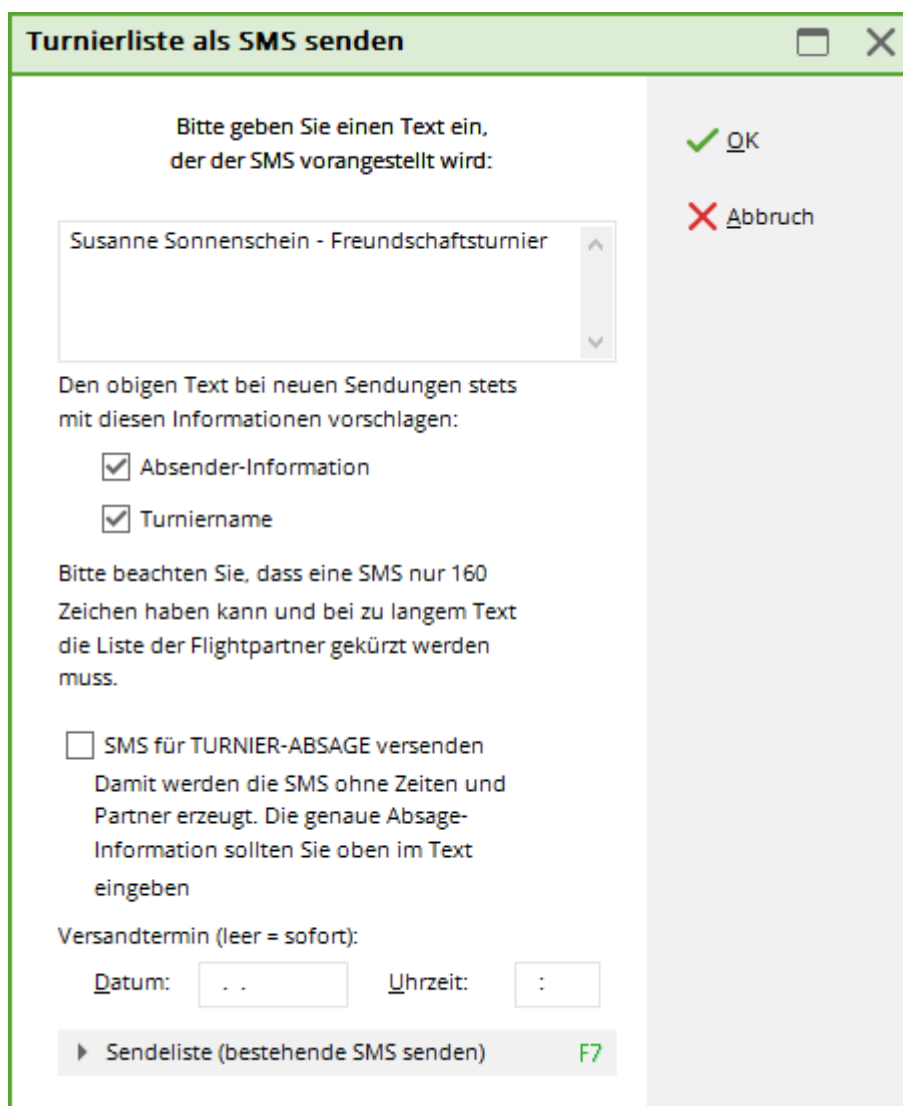 Turnierliste als SMS senden
Bitte geben Sie einen Text ein,
der der SMS vorangestellt wird:
OK
Abbruch
Susanne Sonnenschein - Freundschaftsturnier
Den obigen Text bei neuen Sendungen stets
mit diesen Informationen vorschlagen:
Absender-Information
Turniername
Bitte beachten Sie, dass eine SMS nur 160
Zeichen haben kann und bei zu langem Text
die Liste der Flightpartner gekürzt werden
muss.
SMS für TURNIER-ABSAGE versenden
Damit werden die SMS ohne Zeiten und
Partner erzeugt. Die genaue Absage-
Information sollten Sie oben im Text
eingeben
Versandtermin (leer = sofort):
Datum: . . Uhrzeit: :
Sendeliste (bestehende SMS senden) F7